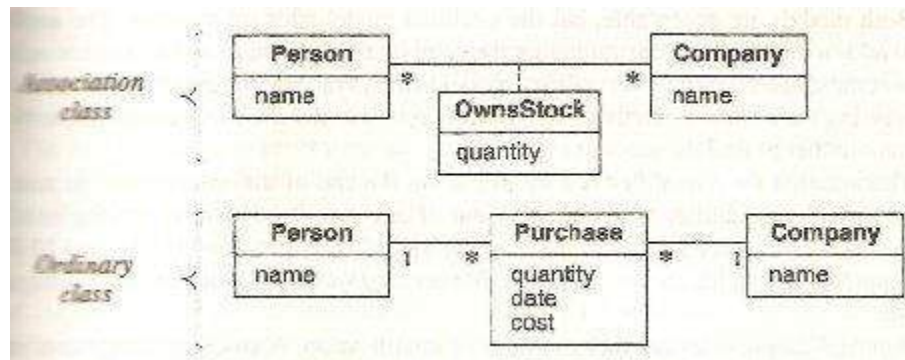 Association
class
Person
*
*
Company
name
OwnsStock
name
quantity
Ordinary
class
Person
1
*
Purchase
*
1
Company
name
quantity
name
date
cost